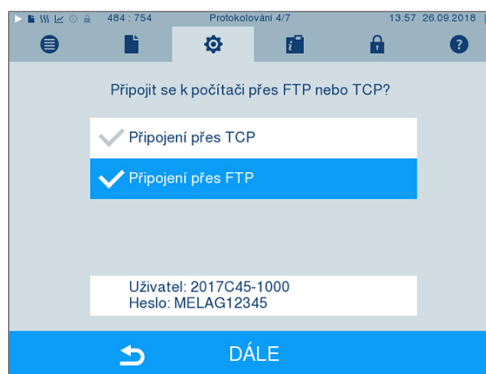 484 : 754 Protokolování 4/7 13:57 26.09.2018
Připojit se k počítači přes FTP nebo TCP?
Připojení přes TCP
Připojení přes FTP
Uživatel: 2017C45-1000
Heslo: MELAG12345
DÁLE